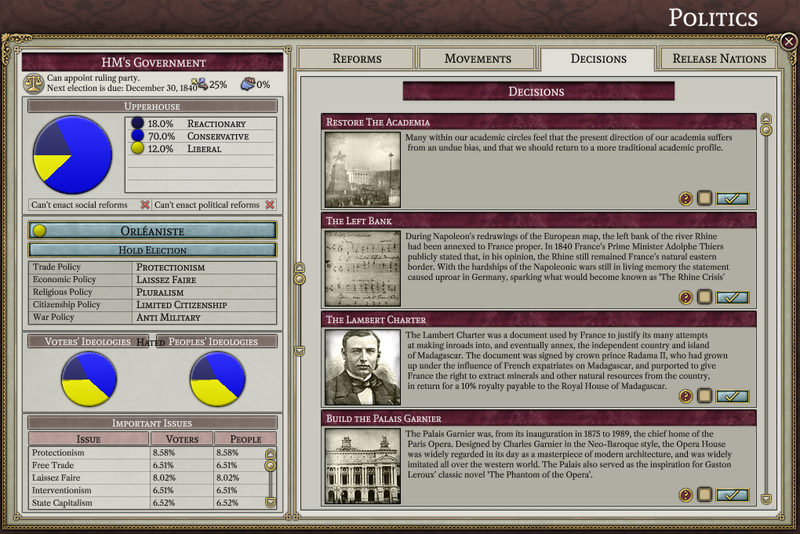 POLITICS
HM'S GOVERNMENT
Can appoint ruling party.
Next election is due: December 30, 1840
25%
0%
UPPERHOUSE
18.0% REACTIONARY
70.0% CONSERVATIVE
12.0% LIBERAL
Can't enact social reforms
Can't enact political reforms
ORLÉANISTE
HOLD ELECTION
Trade Policy PROTECTIONISM
Economic Policy LAISSEZ FAIRE
Religious Policy PLURALISM
Citizenship Policy LIMITED CITIZENSHIP
War Policy ANTI MILITARY
VOTERS' IDEOLOGIES
HATED
PEOPLES' IDEOLOGIES
IMPORTANT ISSUES
ISSUE VOTERS PEOPLE
Protectionism 8.58% 8.58%
Free Trade 6.51% 6.51%
Laissez Faire 8.02% 8.02%
Interventionism 6.51% 6.51%
State Capitalism 6.52% 6.52%
REFORMS
MOVEMENTS
DECISIONS
RELEASE NATIONS
DECISIONS
RESTORE THE ACADEMIA
Many within our academic circles feel that the present direction of our academia suffers
from an undue bias, and that we should return to a more traditional academic profile.
THE LEFT BANK
During Napoleon's redrawings of the European map, the left bank of the river Rhine
had been annexed to France proper. In 1840 France's Prime Minister Adolphe Thiers
publicly stated that, in his opinion, the Rhine still remained France's natural eastern
border. With the hardships of the Napoleonic wars still in living memory the statement
caused uproar in Germany, sparking what would become known as 'The Rhine Crisis'
THE LAMBERT CHARTER
The Lambert Charter was a document used by France to justify its many attempts
at making inroads into, and eventually annex, the independent country and island
of Madagascar. The document was signed by crown prince Radama II, who had grown
up under the influence of French expatriates on Madagascar, and purported to give
France the right to extract minerals and other natural resources from the country,
in return for a 10% royalty payable to the Royal House of Madagascar.
BUILD THE PALAIS GARNIER
The Palais Garnier was, from its inauguration in 1875 to 1989, the chief home of the
Paris Opera. Designed by Charles Garnier in the Neo-Baroque style, the Opera House
was widely regarded in its day as a masterpiece of modern architecture, and was widely
imitated all over the western world. The Palais also served as the inspiration for Gaston
Leroux' classic novel 'The Phantom of the Opera'.